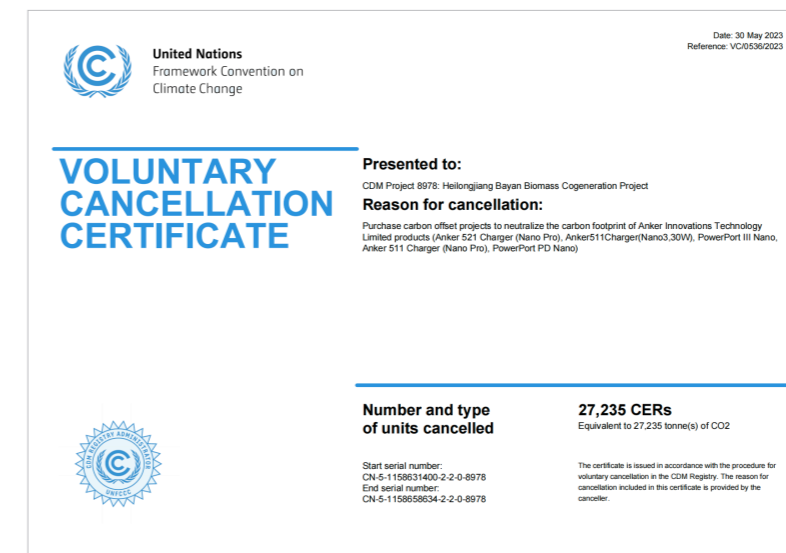 Date: 30 May 2023
Reference: VC/0536/2023
United Nations
Framework Convention on
Climate Change
VOLUNTARY
CANCELLATION
CERTIFICATE
Presented to:
CDM Project 8978: Heilongjiang Bayan Biomass Cogeneration Project
Reason for cancellation:
Purchase carbon offset projects to neutralize the carbon footprint of Anker Innovations Technology
Limited products (Anker 521 Charger (Nano Pro), Anker511Charger(Nano3,30W), PowerPort III Nano,
Anker 511 Charger (Nano Pro), PowerPort PD Nano)
Number and type
of units cancelled
27,235 CERs
Equivalent to 27,235 tonne(s) of CO2
Start serial number:
CN-5-1158631400-2-2-0-8978
End serial number:
CN-5-1158658634-2-2-0-8978
The certificate is issued in accordance with the procedure for
voluntary cancellation in the CDM Registry. The reason for
cancellation included in this certificate is provided by the
canceller.
CDM REGISTRY ADMINISTRATOR
UNFCCC